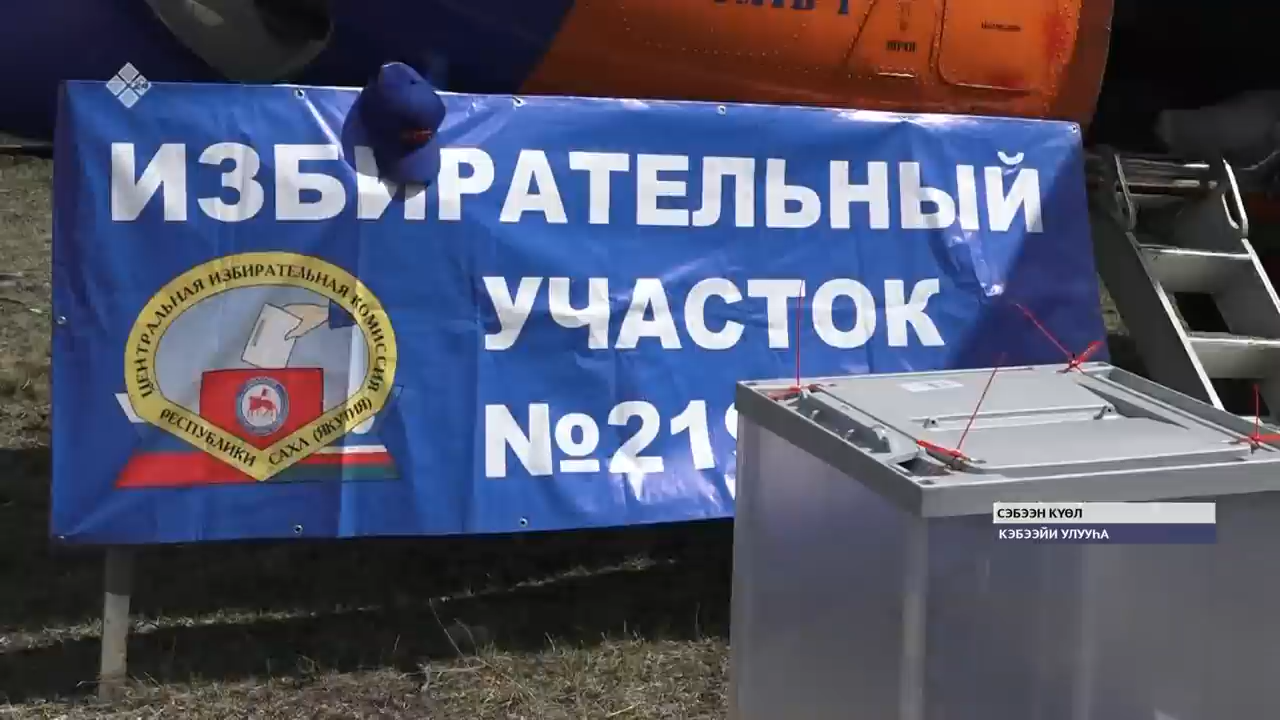 ИЗБИРАТЕЛЬНЫЙ
УЧАСТОК
ЦЕНТРАЛЬНАЯ ИЗБИРАТЕЛЬНАЯ КОМИССИЯ
РЕСПУБЛИКИ САХА (ЯКУТИЯ)
СЭБЭЭН КҮӨЛ
КЭБЭЭЙИ УЛУУҺА